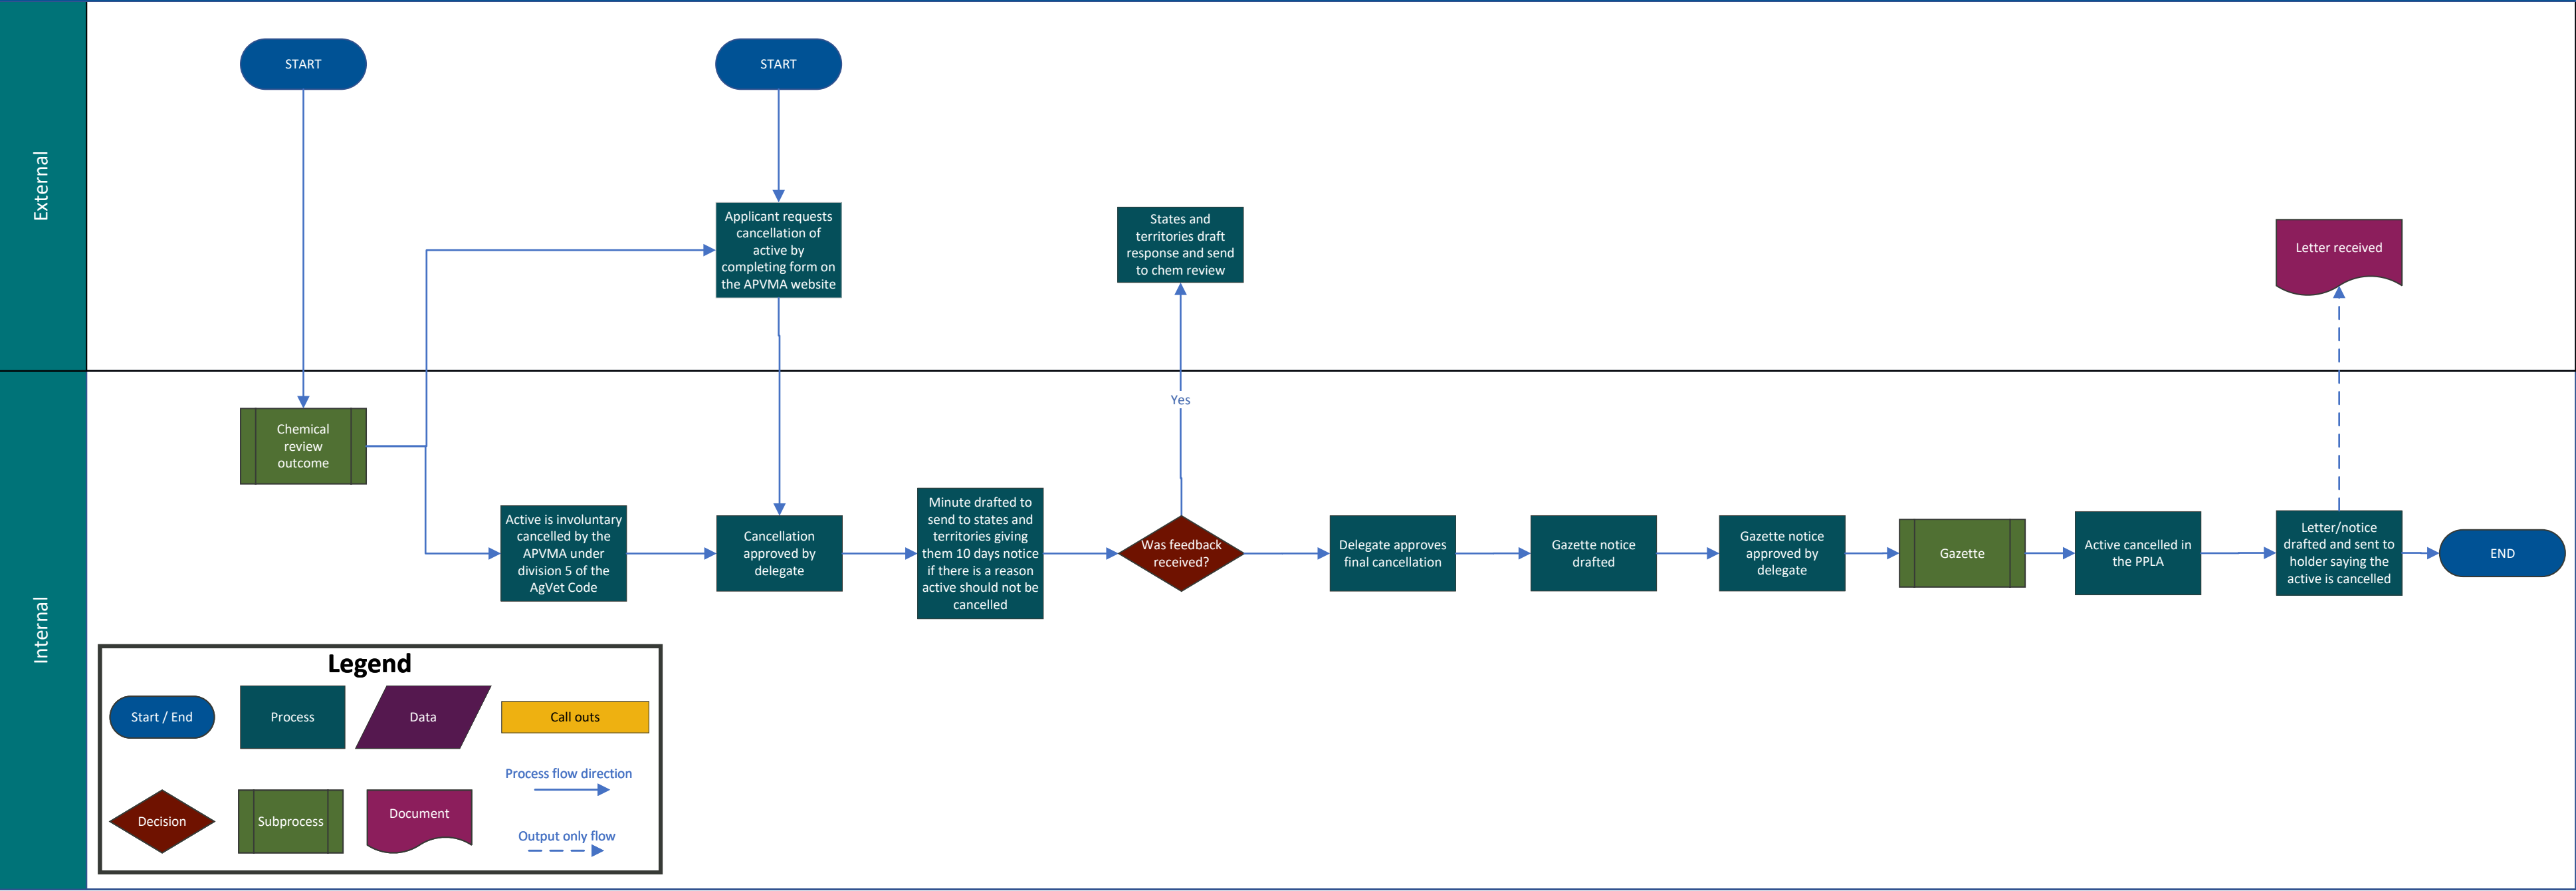 External
START
START
Applicant requests
cancellation of
active by
completing form on
the APVMA website
States and
territories draft
response and send
to chem review
Letter received
Internal
Yes
Chemical
review
outcome
Active is involuntary
cancelled by the
APVMA under
division 5 of the
AgVet Code
Cancellation
approved by
delegate
Minute drafted to
send to states and
territories giving
them 10 days notice
if there is a reason
active should not be
cancelled
Was feedback
received?
Delegate approves
final cancellation
Gazette notice
drafted
Gazette notice
approved by
delegate
Gazette
Active cancelled in
the PPLA
Letter/notice
drafted and sent to
holder saying the
active is cancelled
END
Legend
Start / End
Process
Data
Call outs
Process flow direction
Decision
Subprocess
Document
Output only flow